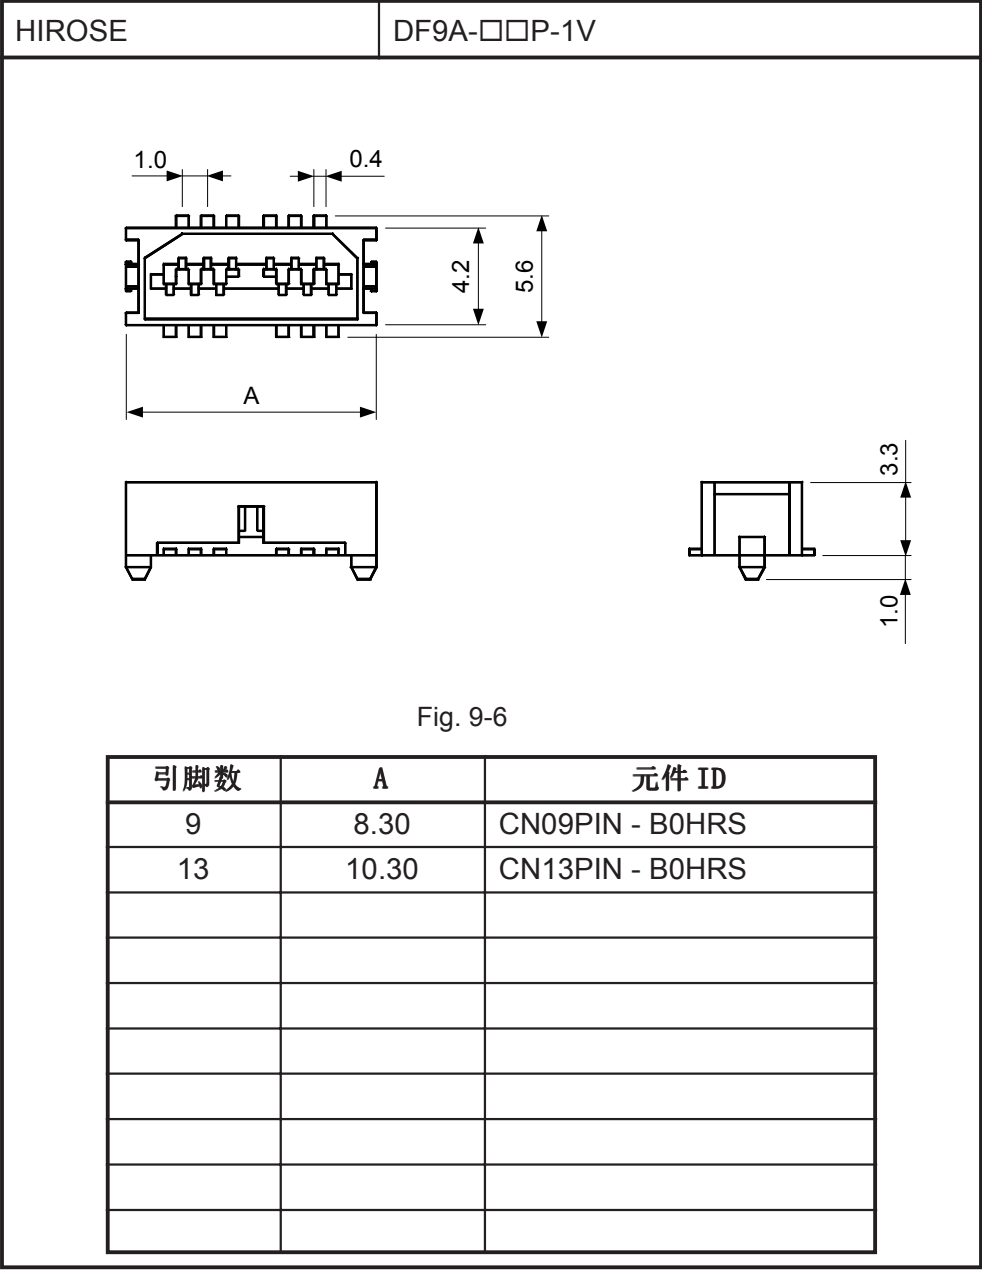 HIROSE
DF9A-□□P-1V
1.0
0.4
4.2
5.6
A
3.3
1.0
Fig. 9-6
引脚数 A 元件 ID
9 8.30 CN09PIN - B0HRS
13 10.30 CN13PIN - B0HRS